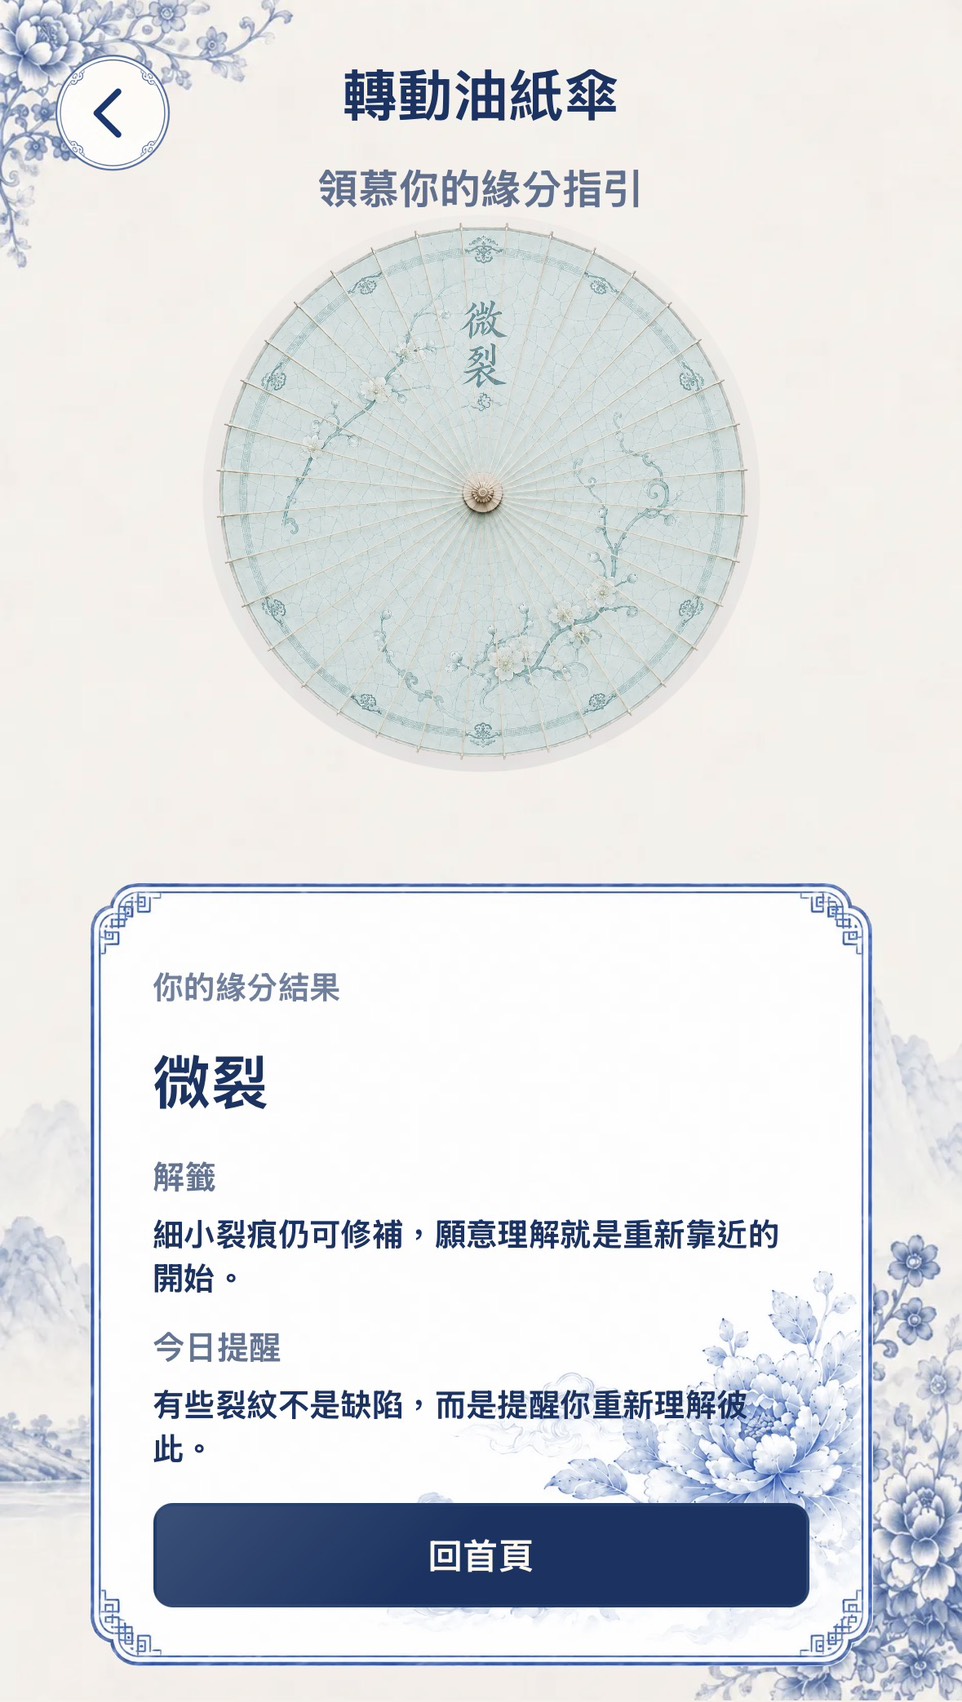 轉動油紙傘
領慕你的緣分指引
微
裂
你的緣分結果
微裂
解籤
細小裂痕仍可修補，願意理解就是重新靠近的
開始。
今日提醒
有些裂紋不是缺陷，而是提醒你重新理解彼
此。
回首頁